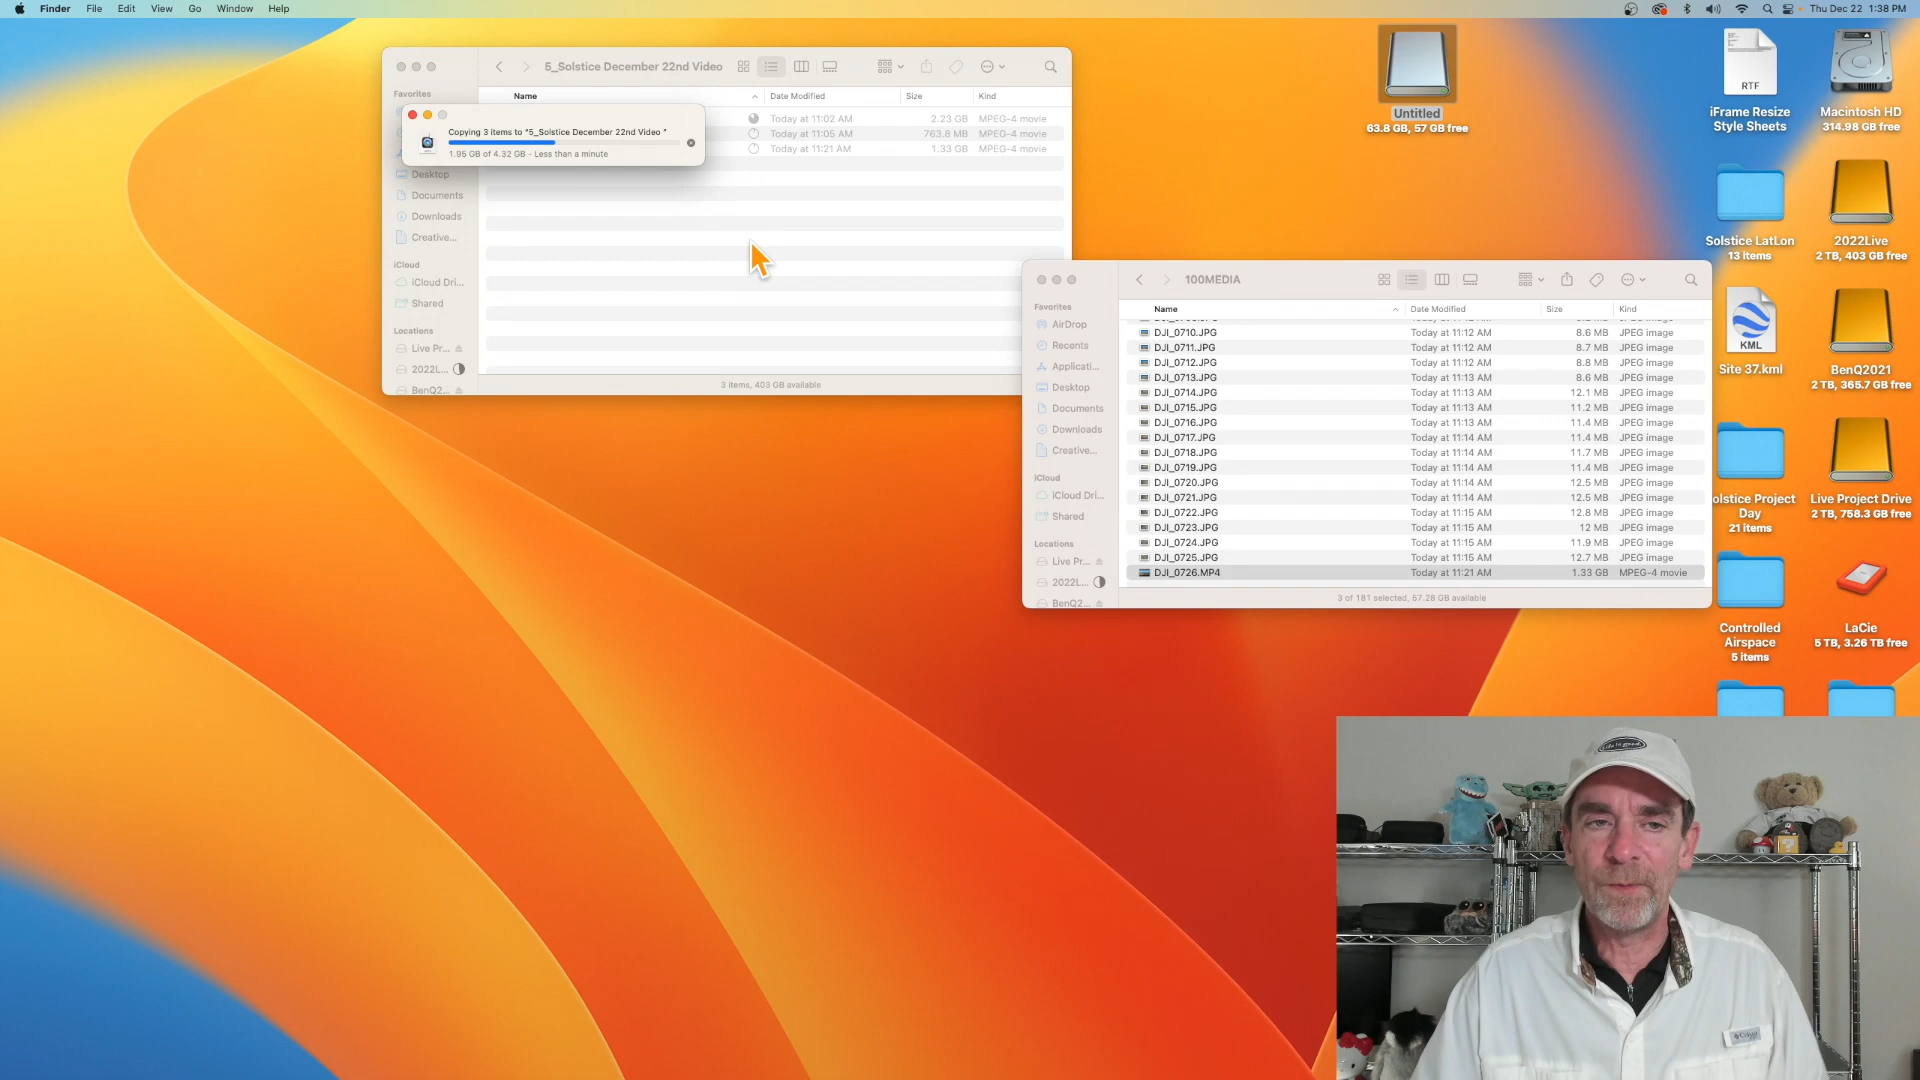 Finder File Edit View Go Window Help
Thu Dec 22 1:38 PM
5_Solstice December 22nd Video
Favorites
Name Date Modified Size Kind
Today at 11:02 AM 2.23 GB MPEG-4 movie
Today at 11:05 AM 763.8 MB MPEG-4 movie
Today at 11:21 AM 1.33 GB MPEG-4 movie
Copying 3 items to "5_Solstice December 22nd Video "
1.95 GB of 4.32 GB - Less than a minute
Desktop
Documents
Downloads
Creative...
iCloud
iCloud Dri...
Shared
Locations
Live Pr...
2022L...
BenQ2...
3 items, 403 GB available
Untitled
63.8 GB, 57 GB free
100MEDIA
Favorites
AirDrop
Recents
Applicati...
Desktop
Documents
Downloads
Creative...
iCloud
iCloud Dri...
Shared
Locations
Live Pr...
2022L...
BenQ2...
Name Date Modified Size Kind
DJI_0710.JPG Today at 11:12 AM 8.6 MB JPEG image
DJI_0711.JPG Today at 11:12 AM 8.7 MB JPEG image
DJI_0712.JPG Today at 11:12 AM 8.8 MB JPEG image
DJI_0713.JPG Today at 11:13 AM 8.6 MB JPEG image
DJI_0714.JPG Today at 11:13 AM 12.1 MB JPEG image
DJI_0715.JPG Today at 11:13 AM 11.2 MB JPEG image
DJI_0716.JPG Today at 11:13 AM 11.4 MB JPEG image
DJI_0717.JPG Today at 11:14 AM 11.4 MB JPEG image
DJI_0718.JPG Today at 11:14 AM 11.7 MB JPEG image
DJI_0719.JPG Today at 11:14 AM 11.4 MB JPEG image
DJI_0720.JPG Today at 11:14 AM 12.5 MB JPEG image
DJI_0721.JPG Today at 11:14 AM 12.5 MB JPEG image
DJI_0722.JPG Today at 11:15 AM 12.8 MB JPEG image
DJI_0723.JPG Today at 11:15 AM 12 MB JPEG image
DJI_0724.JPG Today at 11:15 AM 11.9 MB JPEG image
DJI_0725.JPG Today at 11:15 AM 12.7 MB JPEG image
DJI_0726.MP4 Today at 11:21 AM 1.33 GB MPEG-4 movie
3 of 181 selected, 57.28 GB available
RTF
iFrame Resize
Style Sheets
Macintosh HD
314.98 GB free
Solstice LatLon
13 items
2022Live
2 TB, 403 GB free
KML
Site 37.kml
BenQ2021
2 TB, 365.7 GB free
olstice Project
Day
21 items
Live Project Drive
2 TB, 758.3 GB free
Controlled
Airspace
5 items
LaCie
5 TB, 3.26 TB free
Life is good